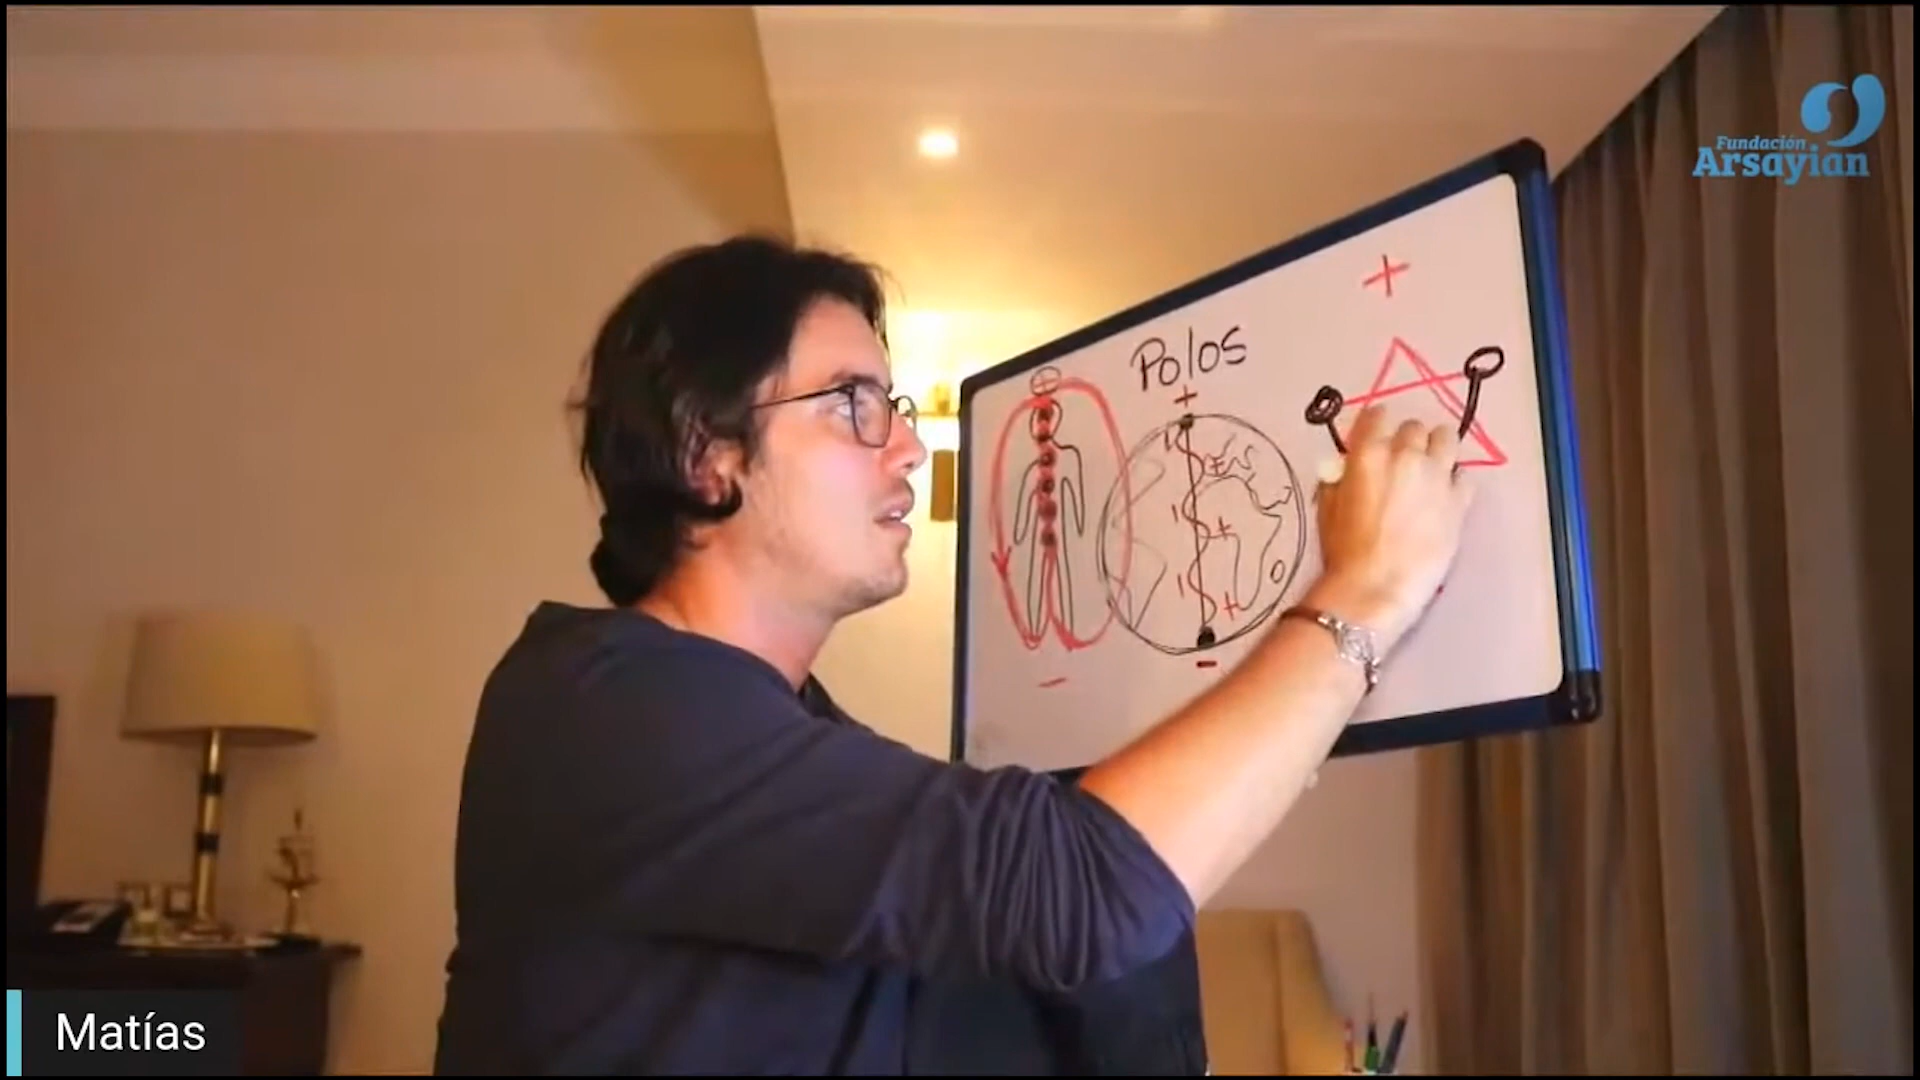 Fundación
Arsayian
Polos
+
+
+
+
+
+
-
-
Matías